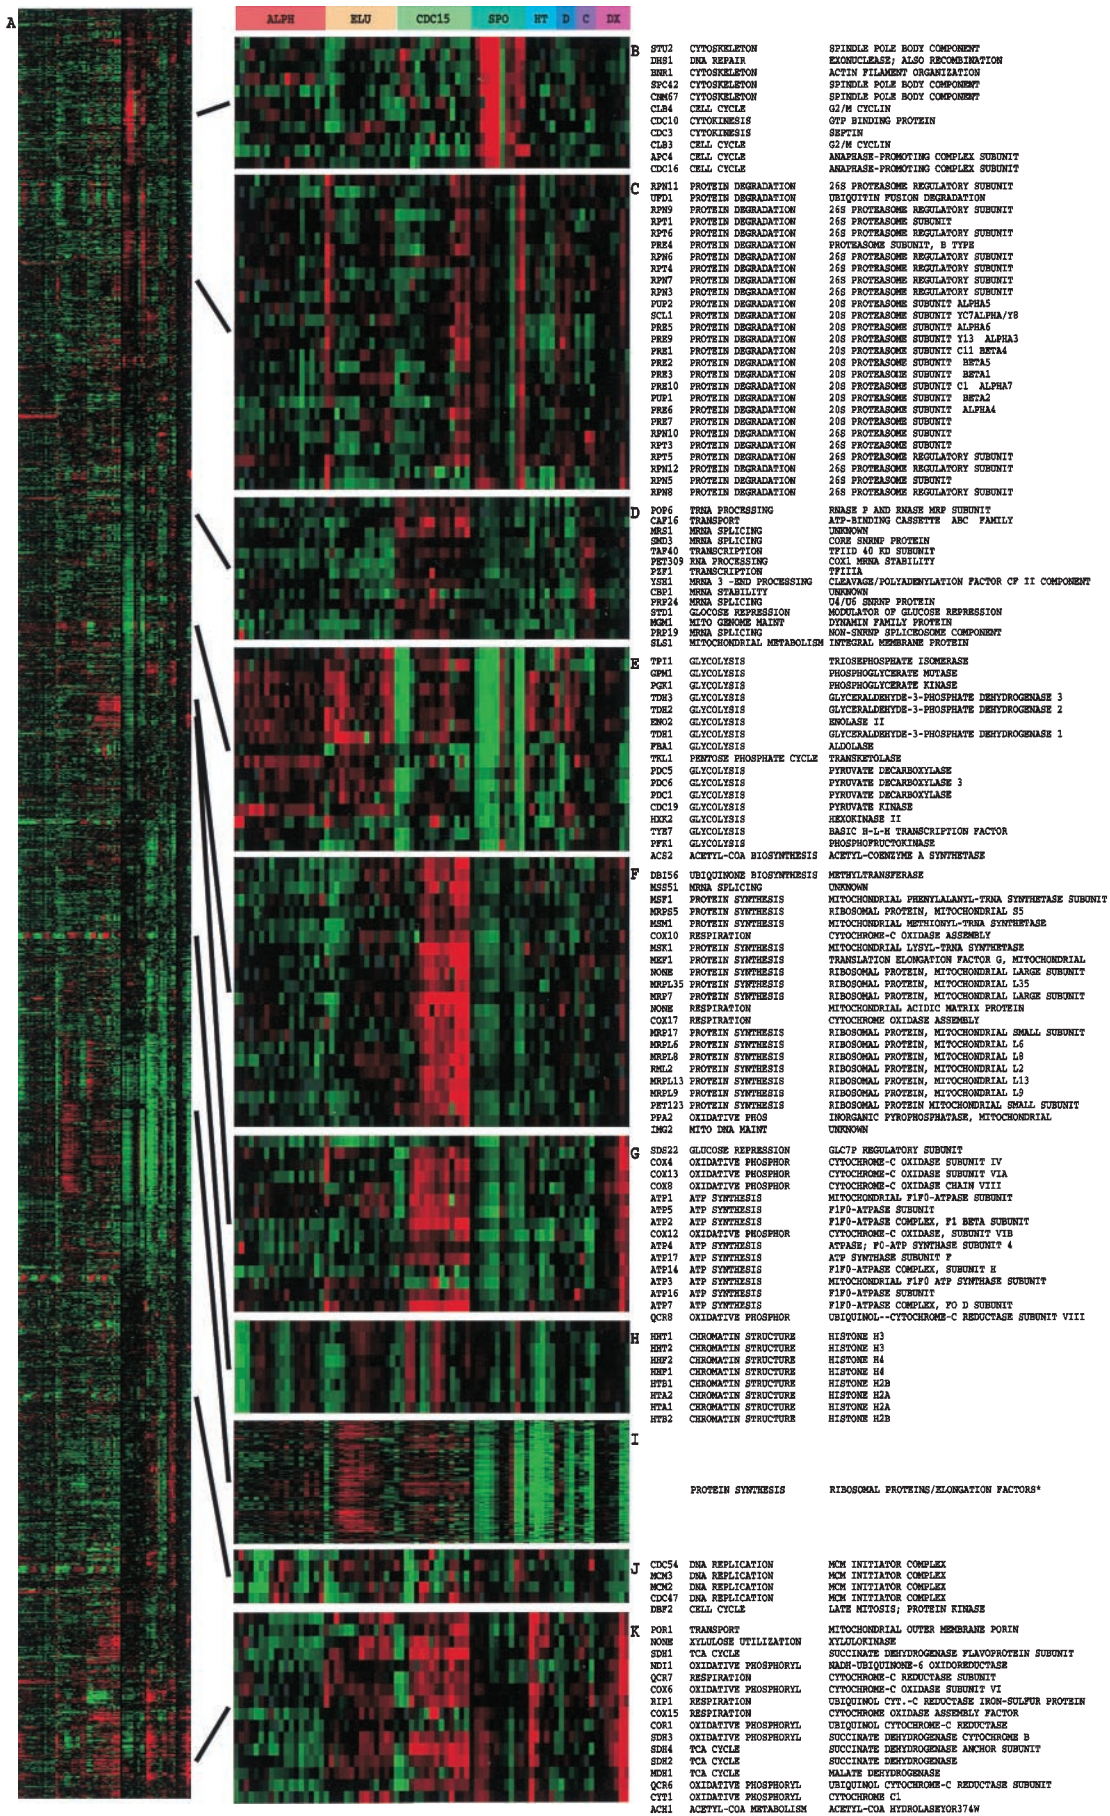 A
ALPH ELU CDC15 SPO HT D C DX
B
STU2 CYTOSKELETON SPINDLE POLE BODY COMPONENT
DHS1 DNA REPAIR EXONUCLEASE; ALSO RECOMBINATION
BNR1 CYTOSKELETON ACTIN FILAMENT ORGANIZATION
SPC42 CYTOSKELETON SPINDLE POLE BODY COMPONENT
CNM67 CYTOSKELETON SPINDLE POLE BODY COMPONENT
CLB4 CELL CYCLE G2/M CYCLIN
CDC10 CYTOKINESIS GTP BINDING PROTEIN
CDC3 CYTOKINESIS SEPTIN
CLB3 CELL CYCLE G2/M CYCLIN
APC4 CELL CYCLE ANAPHASE-PROMOTING COMPLEX SUBUNIT
CDC16 CELL CYCLE ANAPHASE-PROMOTING COMPLEX SUBUNIT
C
RPN11 PROTEIN DEGRADATION 26S PROTEASOME REGULATORY SUBUNIT
UFD1 PROTEIN DEGRADATION UBIQUITIN FUSION DEGRADATION
RPN9 PROTEIN DEGRADATION 26S PROTEASOME REGULATORY SUBUNIT
RPT1 PROTEIN DEGRADATION 26S PROTEASOME SUBUNIT
RPT6 PROTEIN DEGRADATION 26S PROTEASOME REGULATORY SUBUNIT
PRE4 PROTEIN DEGRADATION PROTEASOME SUBUNIT, B TYPE
RPN6 PROTEIN DEGRADATION 26S PROTEASOME REGULATORY SUBUNIT
RPT4 PROTEIN DEGRADATION 26S PROTEASOME REGULATORY SUBUNIT
RPN7 PROTEIN DEGRADATION 26S PROTEASOME REGULATORY SUBUNIT
RPN3 PROTEIN DEGRADATION 26S PROTEASOME REGULATORY SUBUNIT
PUP2 PROTEIN DEGRADATION 20S PROTEASOME SUBUNIT ALPHA5
SCL1 PROTEIN DEGRADATION 20S PROTEASOME SUBUNIT YC7ALPHA/Y8
PRE5 PROTEIN DEGRADATION 20S PROTEASOME SUBUNIT ALPHA6
PRE9 PROTEIN DEGRADATION 20S PROTEASOME SUBUNIT Y13 ALPHA3
PRE1 PROTEIN DEGRADATION 20S PROTEASOME SUBUNIT C11 BETA4
PRE2 PROTEIN DEGRADATION 20S PROTEASOME SUBUNIT BETA5
PRE3 PROTEIN DEGRADATION 20S PROTEASOME SUBUNIT BETA1
PRE10 PROTEIN DEGRADATION 20S PROTEASOME SUBUNIT C1 ALPHA7
PUP1 PROTEIN DEGRADATION 20S PROTEASOME SUBUNIT BETA2
PRE6 PROTEIN DEGRADATION 20S PROTEASOME SUBUNIT ALPHA4
PRE7 PROTEIN DEGRADATION 20S PROTEASOME SUBUNIT
RPN10 PROTEIN DEGRADATION 26S PROTEASOME SUBUNIT
RPT3 PROTEIN DEGRADATION 26S PROTEASOME SUBUNIT
RPT5 PROTEIN DEGRADATION 26S PROTEASOME REGULATORY SUBUNIT
RPN12 PROTEIN DEGRADATION 26S PROTEASOME REGULATORY SUBUNIT
RPN5 PROTEIN DEGRADATION 26S PROTEASOME SUBUNIT
RPN8 PROTEIN DEGRADATION 26S PROTEASOME REGULATORY SUBUNIT
D
POP6 TRNA PROCESSING RNASE P AND RNASE MRP SUBUNIT
CAF16 TRANSPORT ATP-BINDING CASSETTE ABC FAMILY
MRS1 MRNA SPLICING UNKNOWN
SMD3 MRNA SPLICING CORE SNRNP PROTEIN
TAF40 TRANSCRIPTION TFIID 40 KD SUBUNIT
PET309 RNA PROCESSING COX1 MRNA STABILITY
PZF1 TRANSCRIPTION TFIIIA
YSH1 MRNA 3 -END PROCESSING CLEAVAGE/POLYADENYLATION FACTOR CF II COMPONENT
CBP1 MRNA STABILITY UNKNOWN
PRP24 MRNA SPLICING U4/U6 SNRNP PROTEIN
STD1 GLOCOSE REPRESSION MODULATOR OF GLUCOSE REPRESSION
MGM1 MITO GENOME MAINT DYNAMIN FAMILY PROTEIN
PRP19 MRNA SPLICING NON-SNRNP SPLICEOSOME COMPONENT
SLS1 MITOCHONDRIAL METABOLISM INTEGRAL MEMBRANE PROTEIN
E
TPI1 GLYCOLYSIS TRIOSEPHOSPHATE ISOMERASE
GPM1 GLYCOLYSIS PHOSPHOGLYCERATE MUTASE
PGK1 GLYCOLYSIS PHOSPHOGLYCERATE KINASE
TDH3 GLYCOLYSIS GLYCERALDEHYDE-3-PHOSPHATE DEHYDROGENASE 3
TDH2 GLYCOLYSIS GLYCERALDEHYDE-3-PHOSPHATE DEHYDROGENASE 2
ENO2 GLYCOLYSIS ENOLASE II
TDH1 GLYCOLYSIS GLYCERALDEHYDE-3-PHOSPHATE DEHYDROGENASE 1
FBA1 GLYCOLYSIS ALDOLASE
TKL1 PENTOSE PHOSPHATE CYCLE TRANSKETOLASE
PDC5 GLYCOLYSIS PYRUVATE DECARBOXYLASE
PDC6 GLYCOLYSIS PYRUVATE DECARBOXYLASE 3
PDC1 GLYCOLYSIS PYRUVATE DECARBOXYLASE
CDC19 GLYCOLYSIS PYRUVATE KINASE
HXK2 GLYCOLYSIS HEXOKINASE II
TYE7 GLYCOLYSIS BASIC H-L-H TRANSCRIPTION FACTOR
PFK1 GLYCOLYSIS PHOSPHOFRUCTOKINASE
ACS2 ACETYL-COA BIOSYNTHESIS ACETYL-COENZYME A SYNTHETASE
F
DBI56 UBIQUINONE BIOSYNTHESIS METHYLTRANSFERASE
MSS51 MRNA SPLICING UNKNOWN
MSF1 PROTEIN SYNTHESIS MITOCHONDRIAL PHENYLALANYL-TRNA SYNTHETASE SUBUNIT
MRPS5 PROTEIN SYNTHESIS RIBOSOMAL PROTEIN, MITOCHONDRIAL S5
MSM1 PROTEIN SYNTHESIS MITOCHONDRIAL METHIONYL-TRNA SYNTHETASE
COX10 RESPIRATION CYTOCHROME-C OXIDASE ASSEMBLY
MSK1 PROTEIN SYNTHESIS MITOCHONDRIAL LYSYL-TRNA SYNTHETASE
MEF1 PROTEIN SYNTHESIS TRANSLATION ELONGATION FACTOR G, MITOCHONDRIAL
NONE PROTEIN SYNTHESIS RIBOSOMAL PROTEIN, MITOCHONDRIAL LARGE SUBUNIT
MRPL35 PROTEIN SYNTHESIS RIBOSOMAL PROTEIN, MITOCHONDRIAL L35
MRP7 PROTEIN SYNTHESIS RIBOSOMAL PROTEIN, MITOCHONDRIAL LARGE SUBUNIT
NONE RESPIRATION MITOCHONDRIAL ACIDIC MATRIX PROTEIN
COX17 RESPIRATION CYTOCHROME OXIDASE ASSEMBLY
MRP17 PROTEIN SYNTHESIS RIBOSOMAL PROTEIN, MITOCHONDRIAL SMALL SUBUNIT
MRPL6 PROTEIN SYNTHESIS RIBOSOMAL PROTEIN, MITOCHONDRIAL L6
MRPL8 PROTEIN SYNTHESIS RIBOSOMAL PROTEIN, MITOCHONDRIAL L8
RML2 PROTEIN SYNTHESIS RIBOSOMAL PROTEIN, MITOCHONDRIAL L2
MRPL13 PROTEIN SYNTHESIS RIBOSOMAL PROTEIN, MITOCHONDRIAL L13
MRPL9 PROTEIN SYNTHESIS RIBOSOMAL PROTEIN, MITOCHONDRIAL L9
PET123 PROTEIN SYNTHESIS RIBOSOMAL PROTEIN MITOCHONDRIAL SMALL SUBUNIT
PPA2 OXIDATIVE PHOS INORGANIC PYROPHOSPHATASE, MITOCHONDRIAL
IMG2 MITO DNA MAINT UNKNOWN
G
SDS22 GLUCOSE REPRESSION GLC7P REGULATORY SUBUNIT
COX4 OXIDATIVE PHOSPHOR CYTOCHROME-C OXIDASE SUBUNIT IV
COX13 OXIDATIVE PHOSPHOR CYTOCHROME-C OXIDASE SUBUNIT VIA
COX8 OXIDATIVE PHOSPHOR CYTOCHROME-C OXIDASE CHAIN VIII
ATP1 ATP SYNTHESIS MITOCHONDRIAL F1F0-ATPASE SUBUNIT
ATP5 ATP SYNTHESIS F1F0-ATPASE SUBUNIT
ATP2 ATP SYNTHESIS F1F0-ATPASE COMPLEX, F1 BETA SUBUNIT
COX12 OXIDATIVE PHOSPHOR CYTOCHROME-C OXIDASE, SUBUNIT VIB
ATP4 ATP SYNTHESIS ATPASE; F0-ATP SYNTHASE SUBUNIT 4
ATP17 ATP SYNTHESIS ATP SYNTHASE SUBUNIT F
ATP14 ATP SYNTHESIS F1F0-ATPASE COMPLEX, SUBUNIT H
ATP3 ATP SYNTHESIS MITOCHONDRIAL F1F0 ATP SYNTHASE SUBUNIT
ATP16 ATP SYNTHESIS F1F0-ATPASE SUBUNIT
ATP7 ATP SYNTHESIS F1F0-ATPASE COMPLEX, FO D SUBUNIT
QCR8 OXIDATIVE PHOSPHOR UBIQUINOL--CYTOCHROME-C REDUCTASE SUBUNIT VIII
H
HHT1 CHROMATIN STRUCTURE HISTONE H3
HHT2 CHROMATIN STRUCTURE HISTONE H3
HHF2 CHROMATIN STRUCTURE HISTONE H4
HHF1 CHROMATIN STRUCTURE HISTONE H4
HTB1 CHROMATIN STRUCTURE HISTONE H2B
HTA2 CHROMATIN STRUCTURE HISTONE H2A
HTA1 CHROMATIN STRUCTURE HISTONE H2A
HTB2 CHROMATIN STRUCTURE HISTONE H2B
I
PROTEIN SYNTHESIS RIBOSOMAL PROTEINS/ELONGATION FACTORS*
J
CDC54 DNA REPLICATION MCM INITIATOR COMPLEX
MCM3 DNA REPLICATION MCM INITIATOR COMPLEX
MCM2 DNA REPLICATION MCM INITIATOR COMPLEX
CDC47 DNA REPLICATION MCM INITIATOR COMPLEX
DBF2 CELL CYCLE LATE MITOSIS; PROTEIN KINASE
K
POR1 TRANSPORT MITOCHONDRIAL OUTER MEMBRANE PORIN
NONE XYLULOSE UTILIZATION XYLULOKINASE
SDH1 TCA CYCLE SUCCINATE DEHYDROGENASE FLAVOPROTEIN SUBUNIT
NDI1 OXIDATIVE PHOSPHORYL NADH-UBIQUINONE-6 OXIDOREDUCTASE
QCR7 RESPIRATION CYTOCHROME-C REDUCTASE SUBUNIT
COX6 OXIDATIVE PHOSPHORYL CYTOCHROME-C OXIDASE SUBUNIT VI
RIP1 RESPIRATION UBIQUINOL CYT.-C REDUCTASE IRON-SULFUR PROTEIN
COX15 RESPIRATION CYTOCHROME OXIDASE ASSEMBLY FACTOR
COR1 OXIDATIVE PHOSPHORYL UBIQUINOL CYTOCHROME-C REDUCTASE
SDH3 OXIDATIVE PHOSPHORYL SUCCINATE DEHYDROGENASE CYTOCHROME B
SDH4 TCA CYCLE SUCCINATE DEHYDROGENASE ANCHOR SUBUNIT
SDH2 TCA CYCLE SUCCINATE DEHYDROGENASE
MDH1 TCA CYCLE MALATE DEHYDROGENASE
QCR6 OXIDATIVE PHOSPHORYL UBIQUINOL CYTOCHROME-C REDUCTASE SUBUNIT
CYT1 OXIDATIVE PHOSPHORYL CYTOCHROME C1
ACH1 ACETYL-COA METABOLISM ACETYL-COA HYDROLASEYOR374W